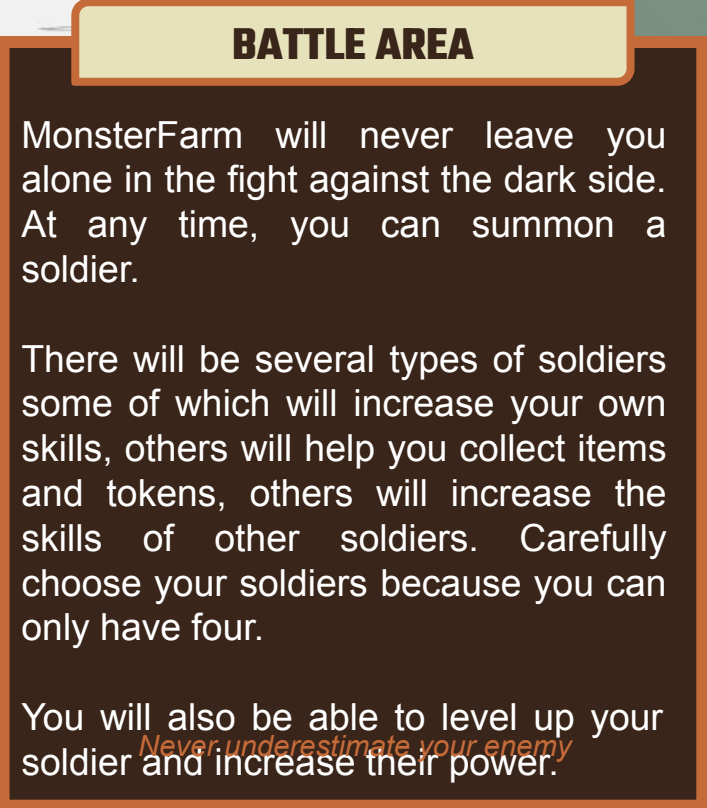 BATTLE AREA
MonsterFarm will never leave you
alone in the fight against the dark side.
At any time, you can summon a
soldier.
There will be several types of soldiers
some of which will increase your own
skills, others will help you collect items
and tokens, others will increase the
skills of other soldiers. Carefully
choose your soldiers because you can
only have four.
You will also be able to level up your
Never underestimate your enemy
soldier and increase their power.